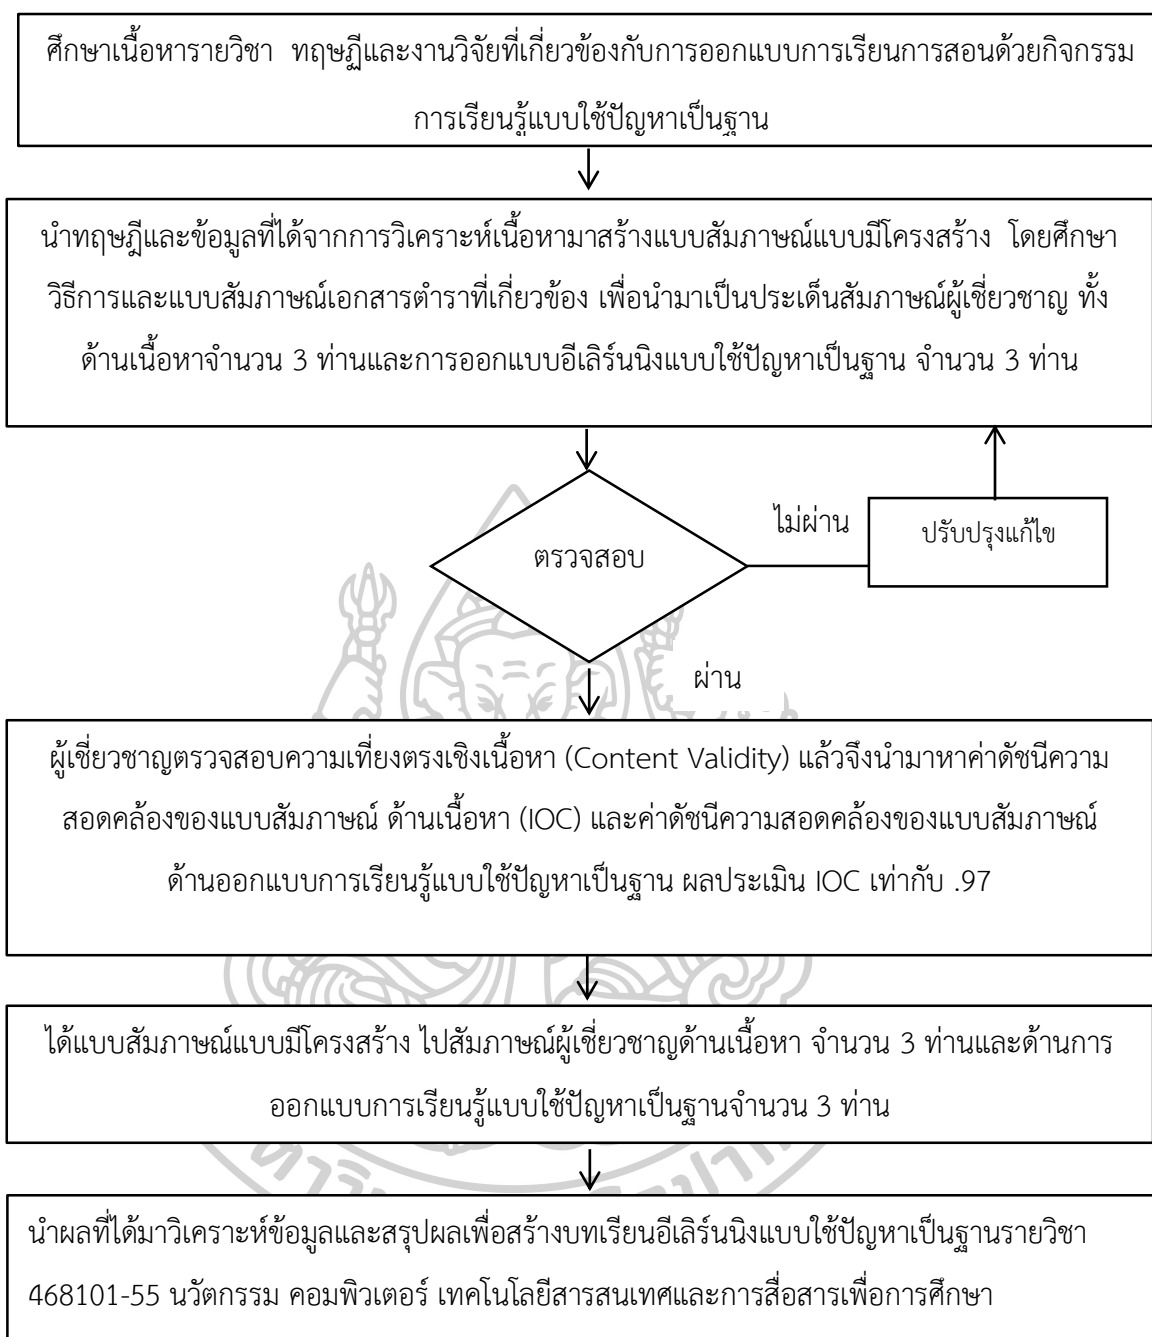 ศึกษาเนื้อหารายวิชา ทฤษฏีและงานวิจัยที่เกี่ยวข้องกับการออกแบบการเรียนการสอนด้วยกิจกรรม
การเรียนรู้แบบใช้ปัญหาเป็นฐาน
นำทฤษฎีและข้อมูลที่ได้จากการวิเคราะห์เนื้อหามาสร้างแบบสัมภาษณ์แบบมีโครงสร้าง โดยศึกษา
วิธีการและแบบสัมภาษณ์เอกสารตำราที่เกี่ยวข้อง เพื่อนำมาเป็นประเด็นสัมภาษณ์ผู้เชี่ยวชาญ ทั้ง
ด้านเนื้อหาจำนวน 3 ท่านและการออกแบบอีเลิร์นนิงแบบใช้ปัญหาเป็นฐาน จำนวน 3 ท่าน
ไม่ผ่าน
ปรับปรุงแก้ไข
ตรวจสอบ
ผ่าน
ผู้เชี่ยวชาญตรวจสอบความเที่ยงตรงเชิงเนื้อหา (Content Validity) แล้วจึงนำมาหาค่าดัชนีความ
สอดคล้องของแบบสัมภาษณ์ ด้านเนื้อหา (IOC) และค่าดัชนีความสอดคล้องของแบบสัมภาษณ์
ด้านออกแบบการเรียนรู้แบบใช้ปัญหาเป็นฐาน ผลประเมิน IOC เท่ากับ .97
ได้แบบสัมภาษณ์แบบมีโครงสร้าง ไปสัมภาษณ์ผู้เชี่ยวชาญด้านเนื้อหา จำนวน 3 ท่านและด้านการ
ออกแบบการเรียนรู้แบบใช้ปัญหาเป็นฐานจำนวน 3 ท่าน
นำผลที่ได้มาวิเคราะห์ข้อมูลและสรุปผลเพื่อสร้างบทเรียนอีเลิร์นนิงแบบใช้ปัญหาเป็นฐานรายวิชา
468101-55 นวัตกรรม คอมพิวเตอร์ เทคโนโลยีสารสนเทศและการสื่อสารเพื่อการศึกษา